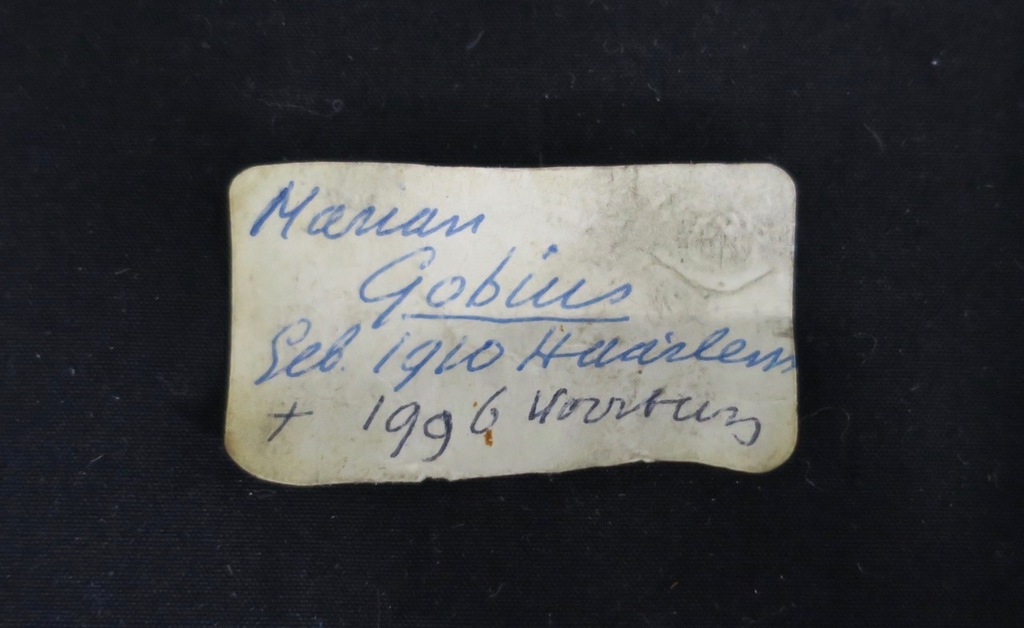 Marian
Gobius
Geb. 1910 Haarlem
+ 1996 Voorburg